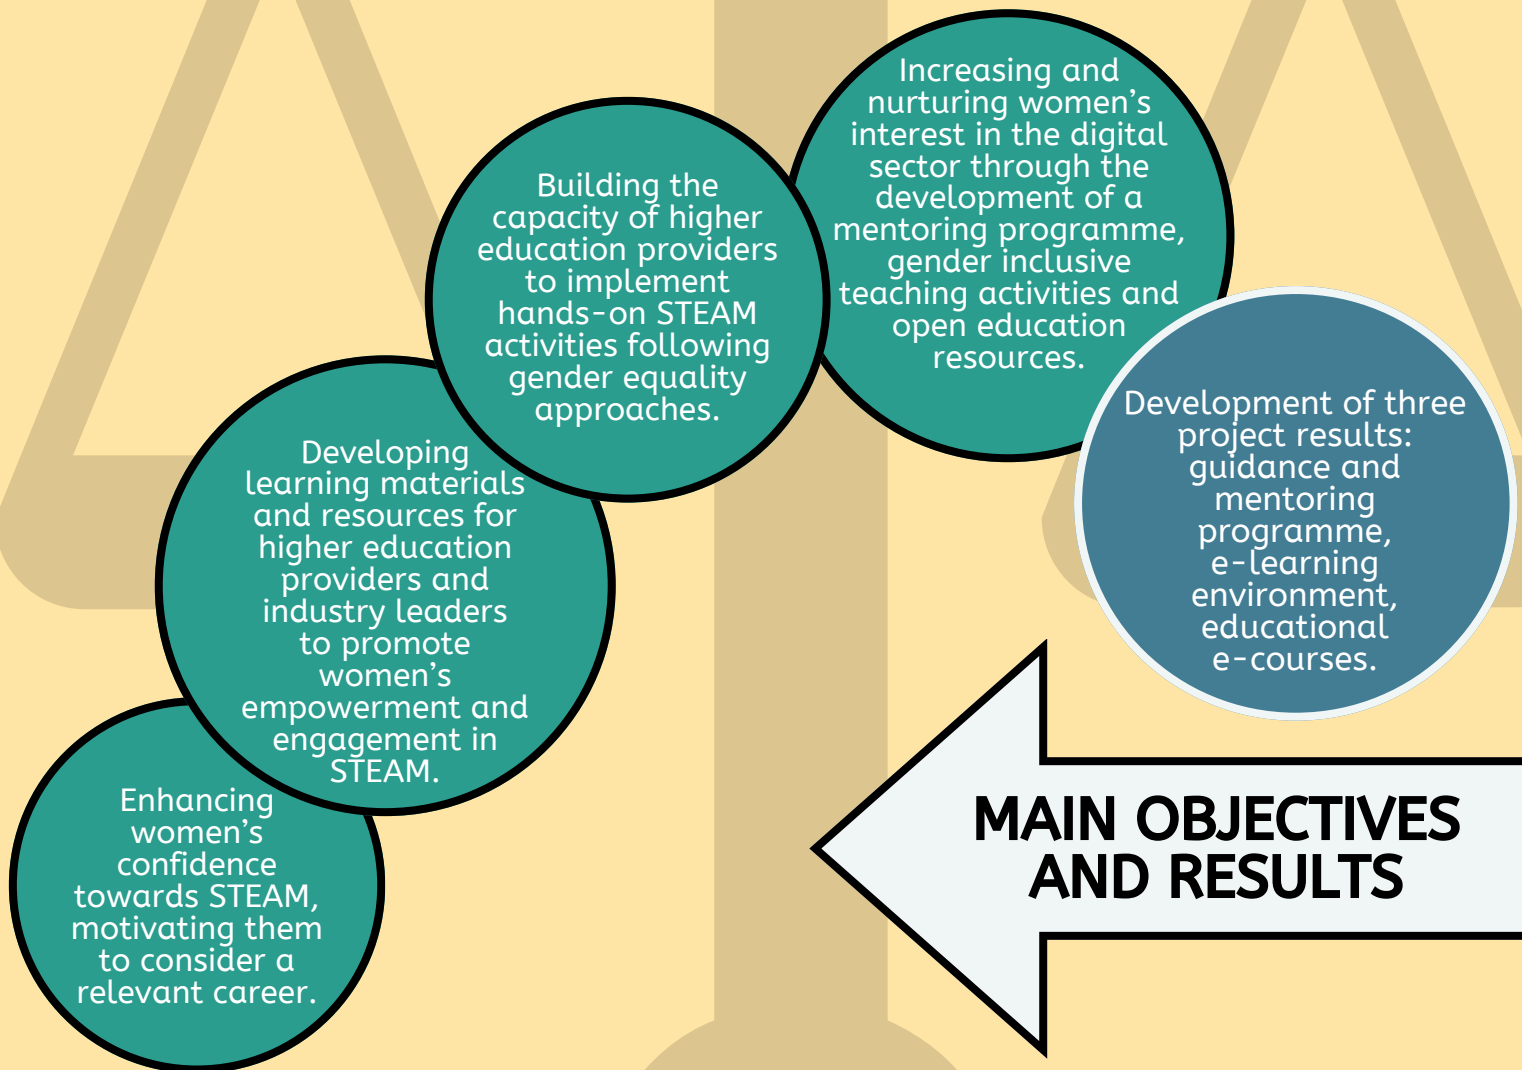 Increasing and
nurturing women's
interest in the digital
sector through the
development of a
mentoring programme,
gender inclusive
teaching activities and
open education
resources.
Building the
capacity of higher
education providers
to implement
hands-on STEAM
activities following
gender equality
approaches.
Development of three
project results:
guidance and
mentoring
programme,
e-learning
environment,
educational
e-courses.
Developing
learning materials
and resources for
higher education
providers and
industry leaders
to promote
women's
empowerment and
engagement in
STEAM.
Enhancing
women's
confidence
towards STEAM,
motivating them
to consider a
relevant career.
MAIN OBJECTIVES
AND RESULTS